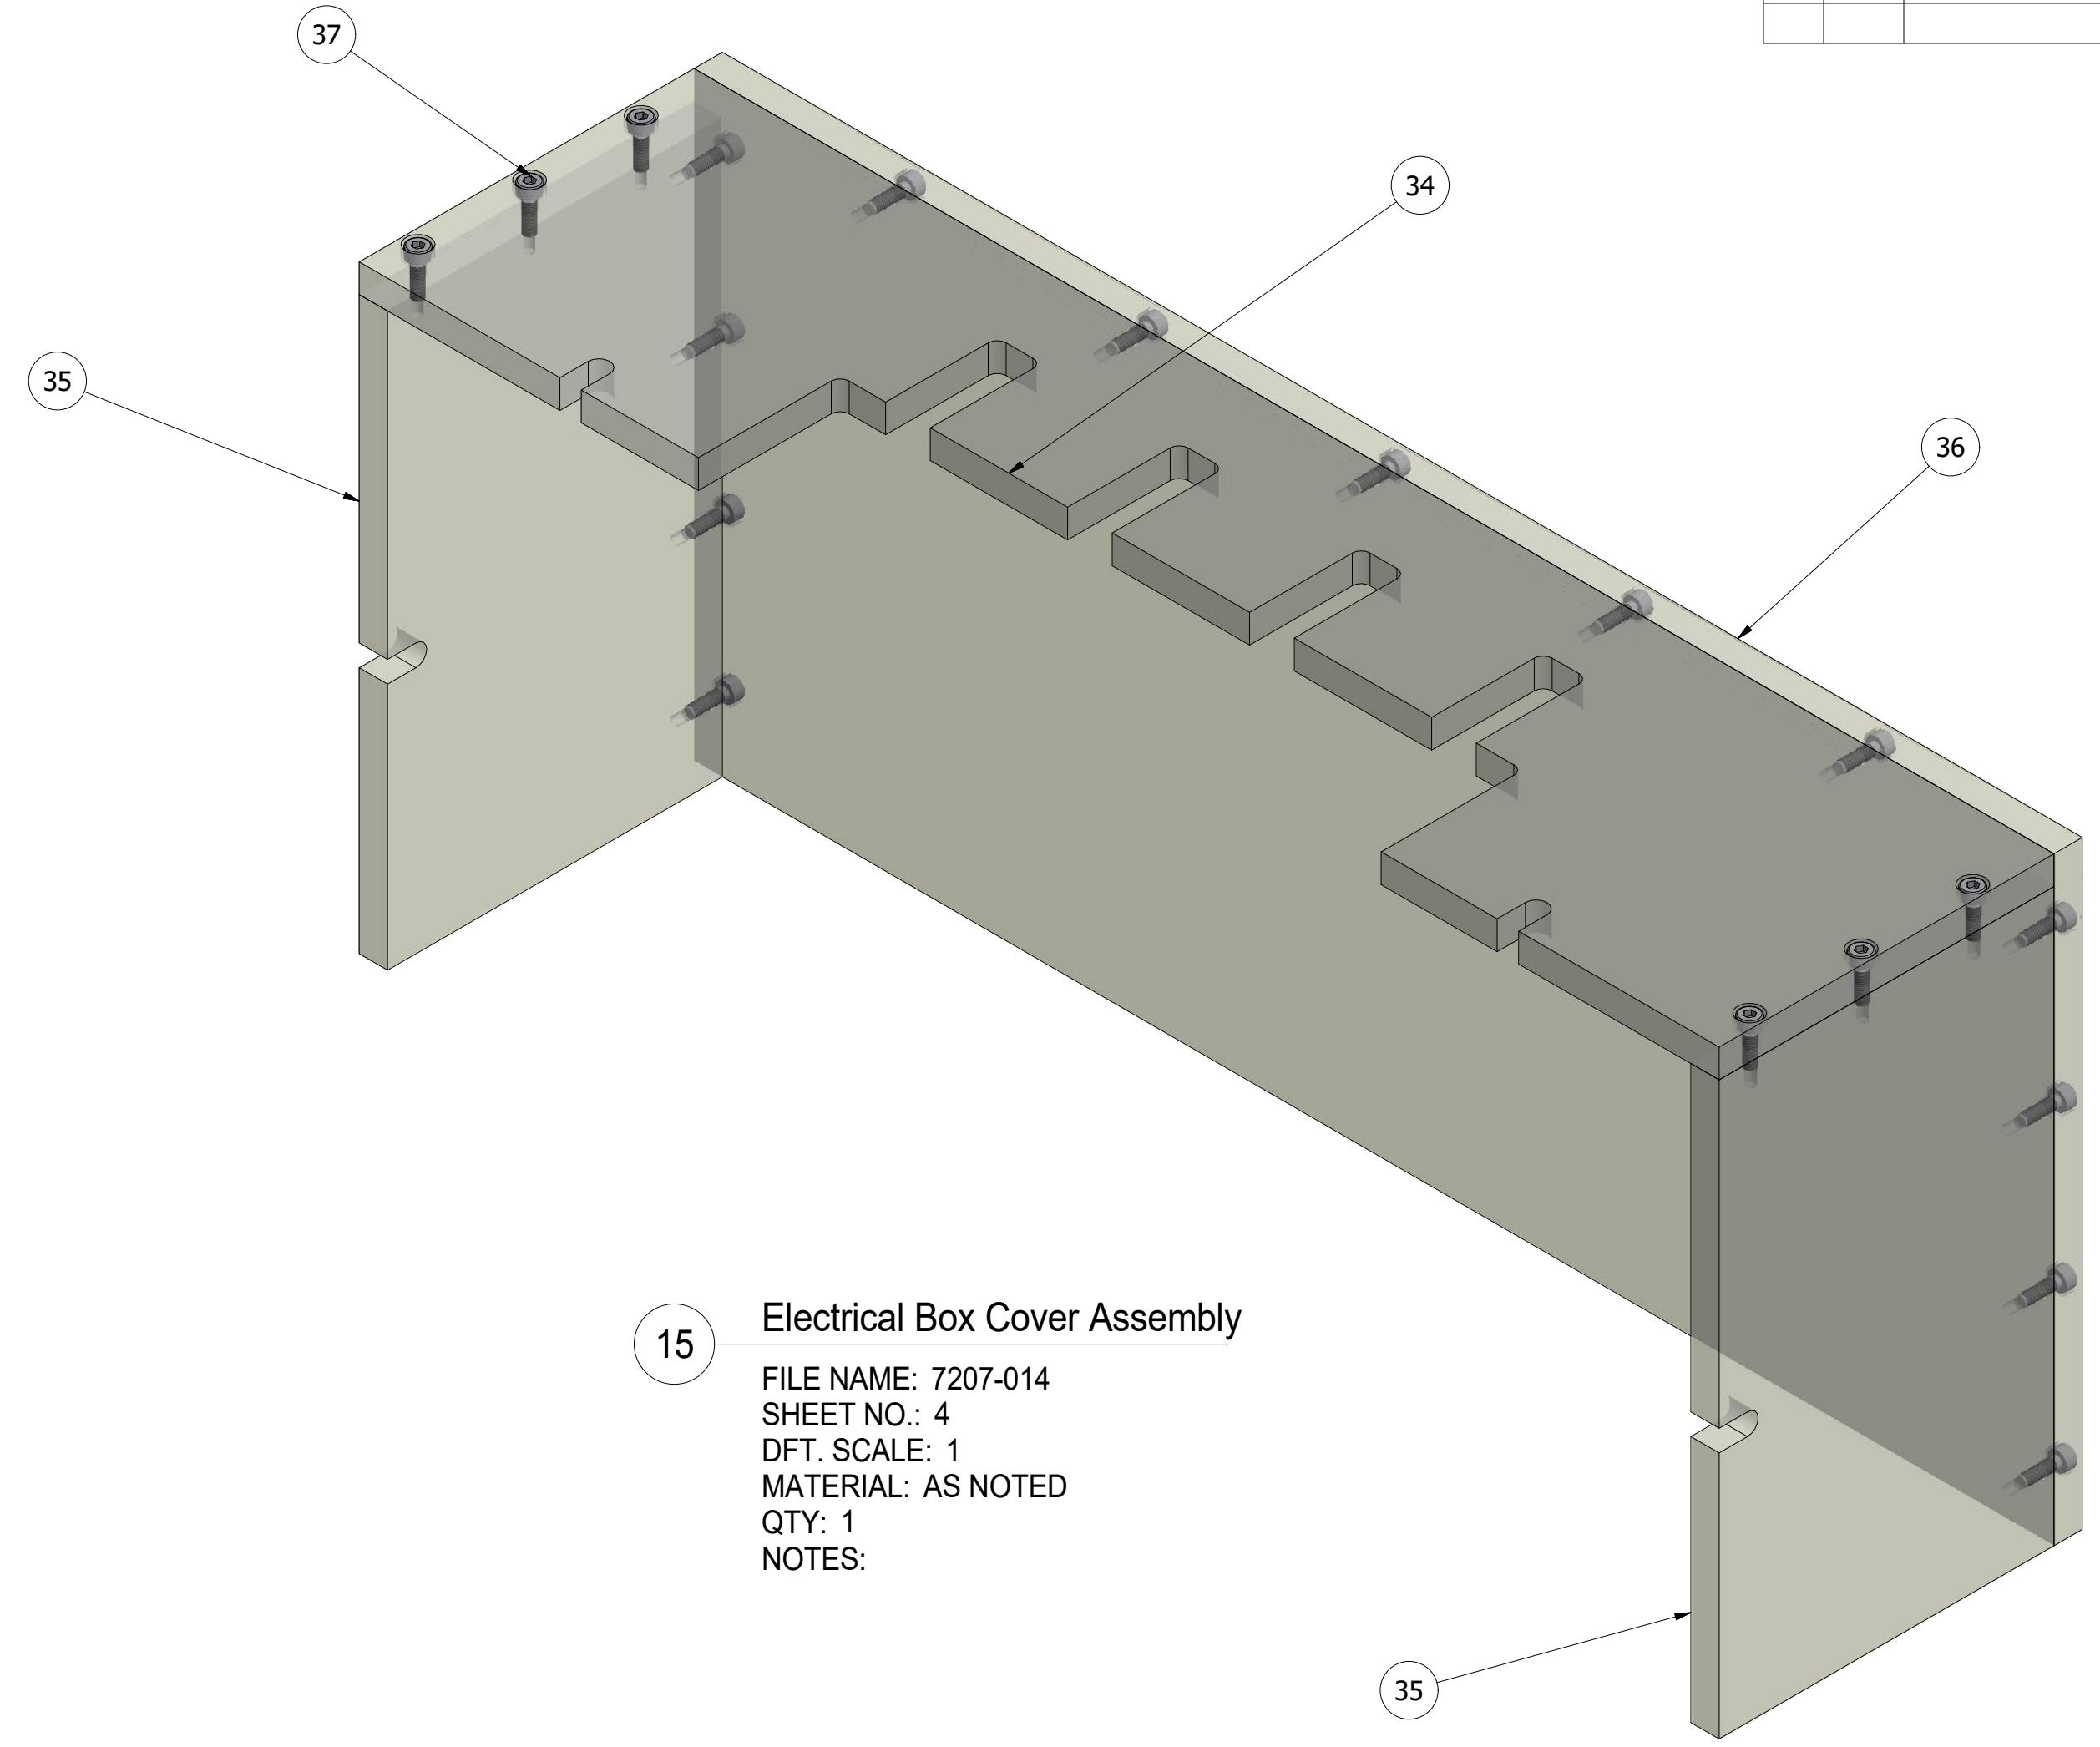 37
34
35
36
15
Electrical Box Cover Assembly
FILE NAME: 7207-014
SHEET NO.: 4
DFT. SCALE: 1
MATERIAL: AS NOTED
QTY: 1
NOTES:
35